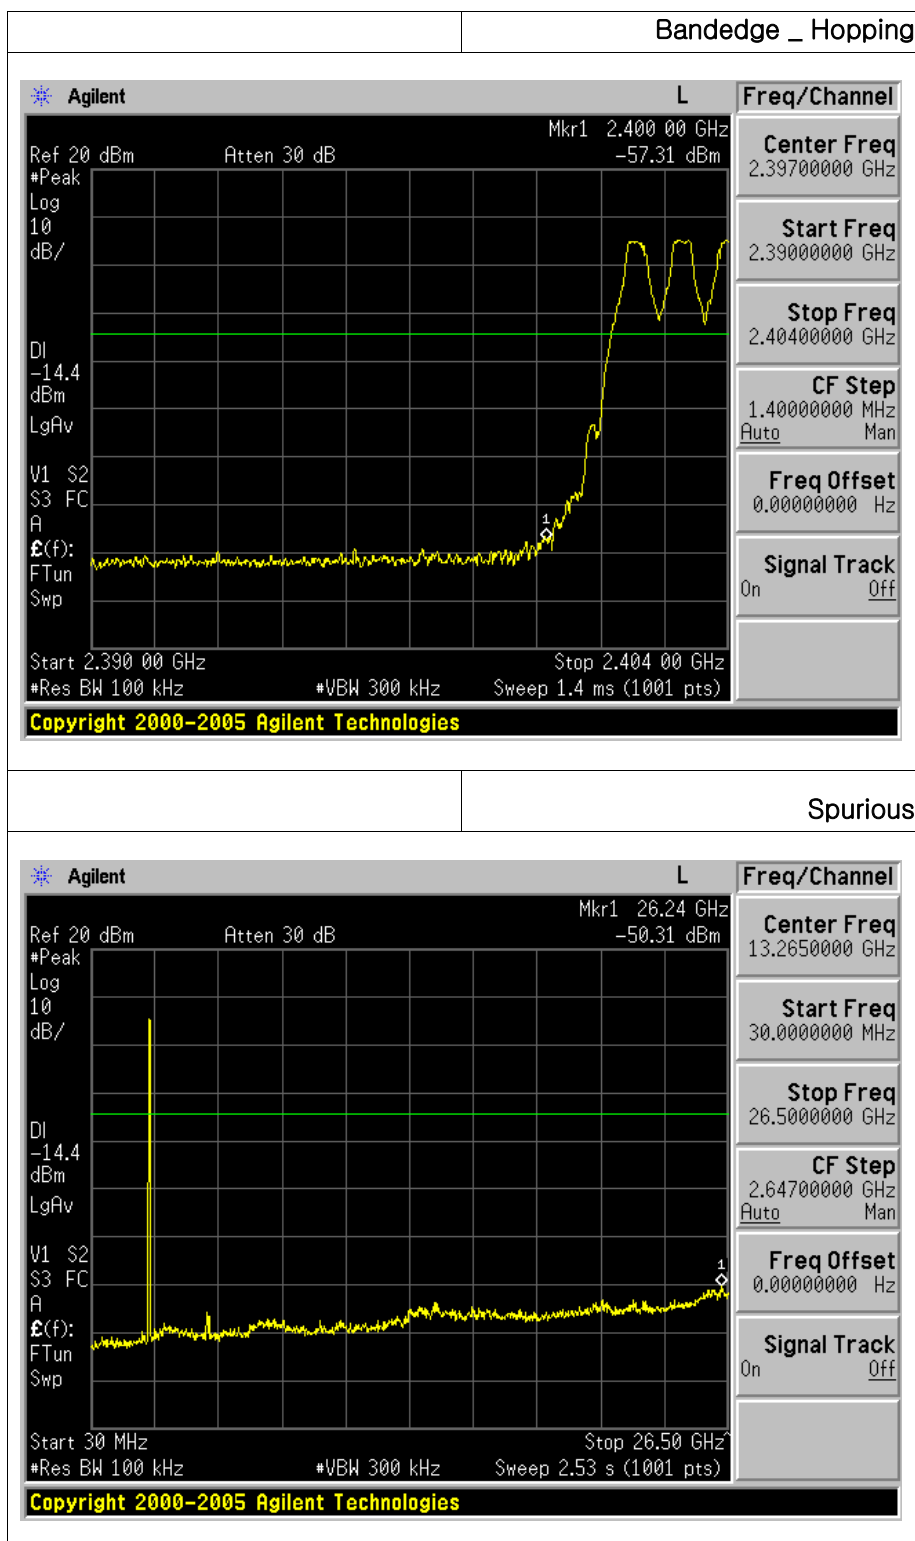 Bandedge _ Hopping
Agilent L Freq/Channel
Mkr1 2.400 00 GHz
Ref 20 dBm Atten 30 dB -57.31 dBm
#Peak
Log
10
dB/
DI
-14.4
dBm
LgAv
V1 S2
S3 FC
A
£(f):
FTun
Swp
1
Start 2.390 00 GHz Stop 2.404 00 GHz
#Res BW 100 kHz #VBW 300 kHz Sweep 1.4 ms (1001 pts)
Copyright 2000-2005 Agilent Technologies
Center Freq
2.39700000 GHz
Start Freq
2.39000000 GHz
Stop Freq
2.40400000 GHz
CF Step
1.40000000 MHz
Auto Man
Freq Offset
0.00000000 Hz
Signal Track
On Off
Spurious
Agilent L Freq/Channel
Mkr1 26.24 GHz
Ref 20 dBm Atten 30 dB -50.31 dBm
#Peak
Log
10
dB/
DI
-14.4
dBm
LgAv
V1 S2
S3 FC
A
£(f):
FTun
Swp
1
Start 30 MHz Stop 26.50 GHz^
#Res BW 100 kHz #VBW 300 kHz Sweep 2.53 s (1001 pts)
Copyright 2000-2005 Agilent Technologies
Center Freq
13.2650000 GHz
Start Freq
30.0000000 MHz
Stop Freq
26.5000000 GHz
CF Step
2.64700000 GHz
Auto Man
Freq Offset
0.00000000 Hz
Signal Track
On Off